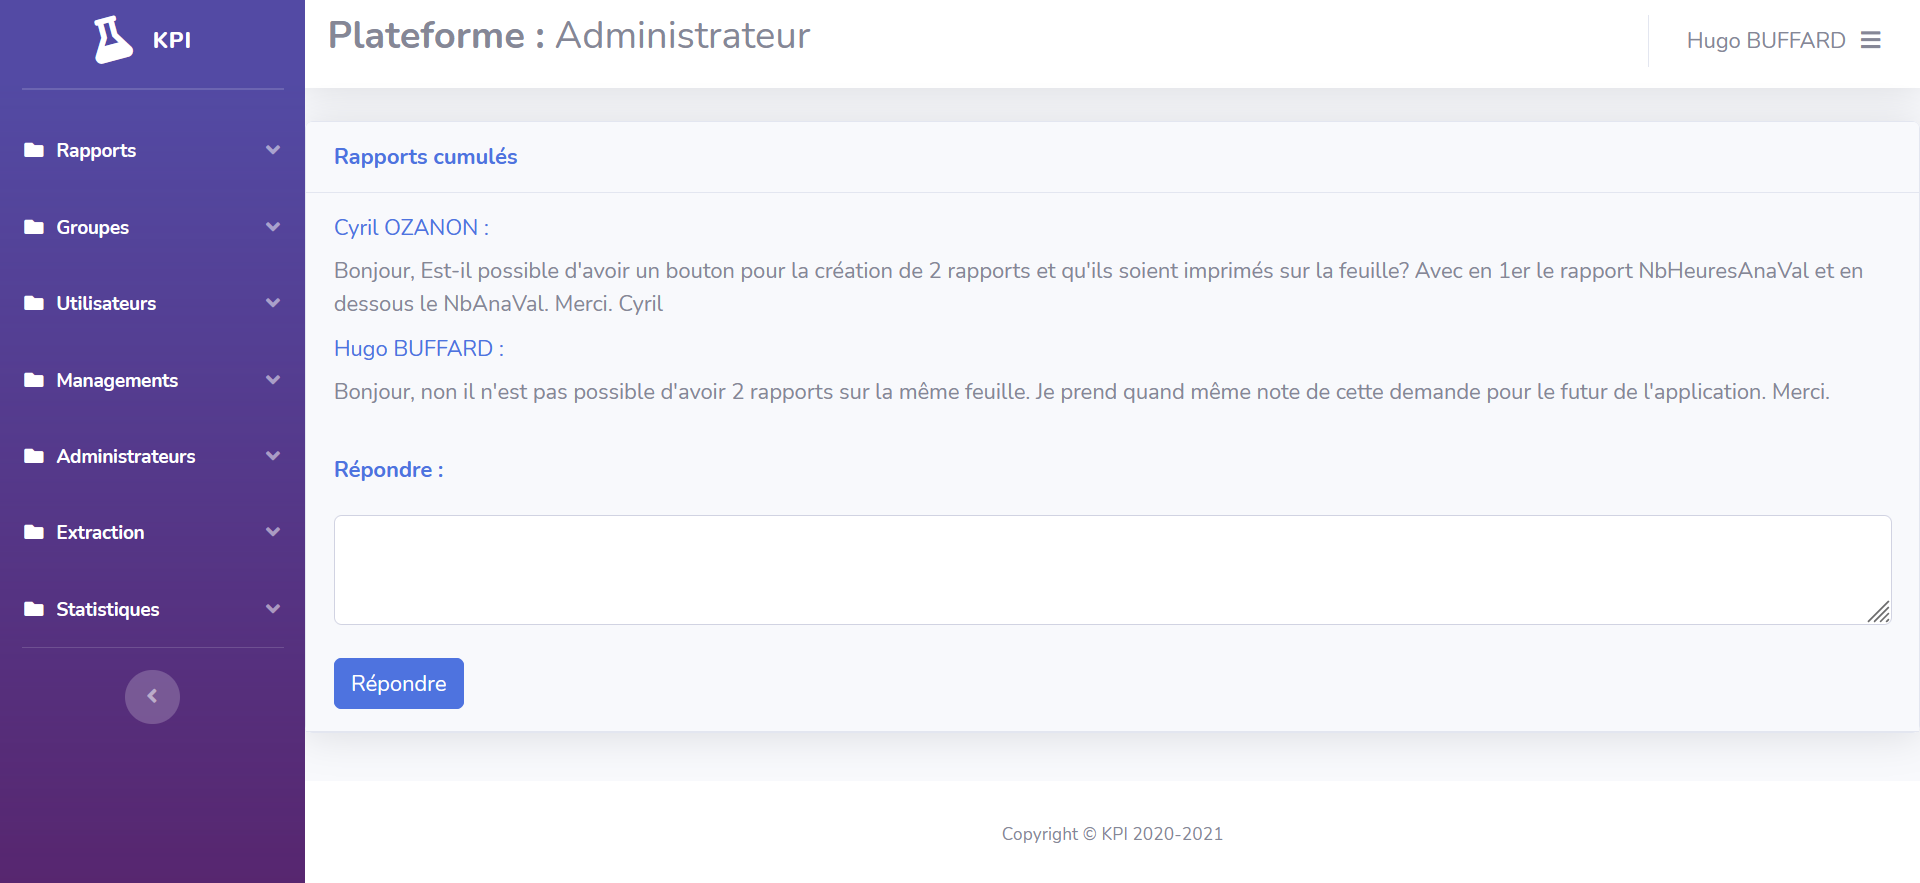 KPI
Plateforme : Administrateur
Hugo BUFFARD
Rapports
Groupes
Utilisateurs
Managements
Administrateurs
Extraction
Statistiques
Rapports cumulés
Cyril OZANON :
Bonjour, Est-il possible d'avoir un bouton pour la création de 2 rapports et qu'ils soient imprimés sur la feuille? Avec en 1er le rapport NbHeuresAnaVal et en
dessous le NbAnaVal. Merci. Cyril
Hugo BUFFARD :
Bonjour, non il n'est pas possible d'avoir 2 rapports sur la même feuille. Je prend quand même note de cette demande pour le futur de l'application. Merci.
Répondre :
Répondre
Copyright © KPI 2020-2021